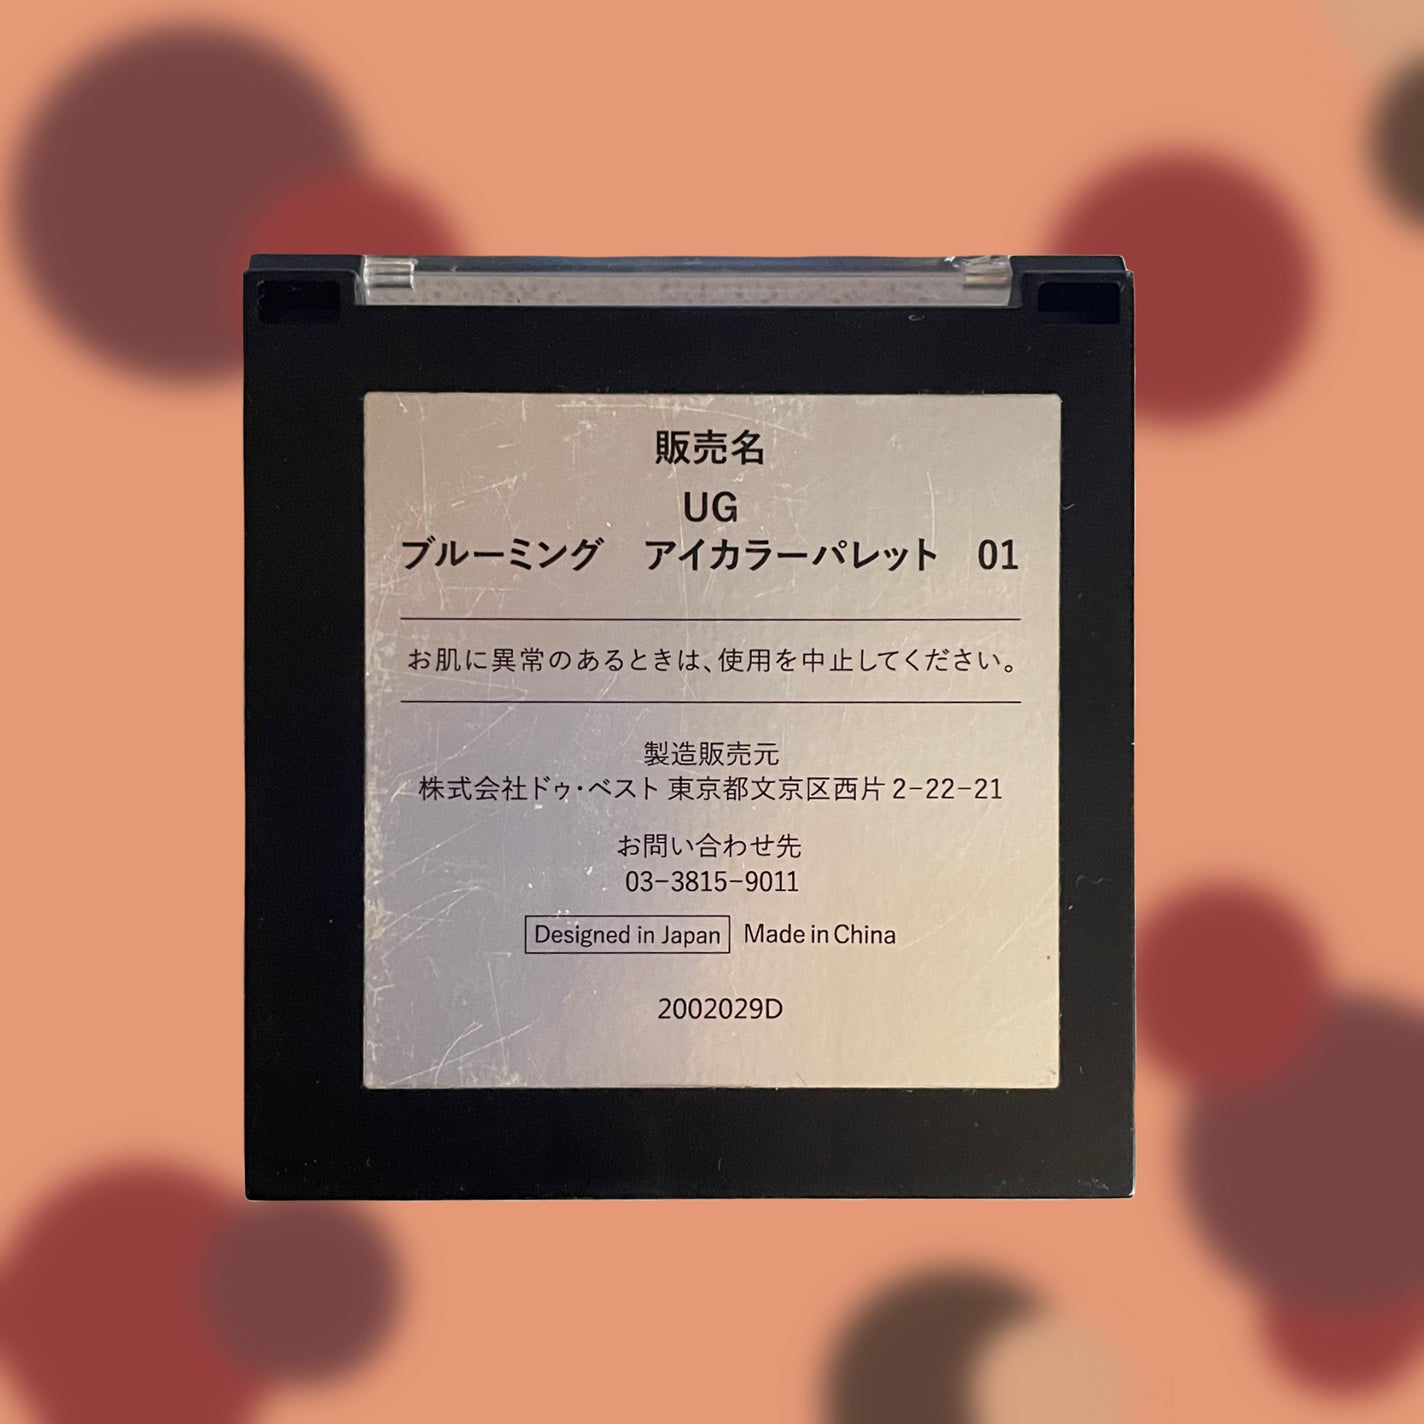 販売名
UG
ブルーミング　アイカラーパレット　01
お肌に異常のあるときは、使用を中止してください。
製造販売元
株式会社ドゥ・ベスト 東京都文京区西片2-22-21
お問い合わせ先
03-3815-9011
Designed in Japan Made in China
2002029D